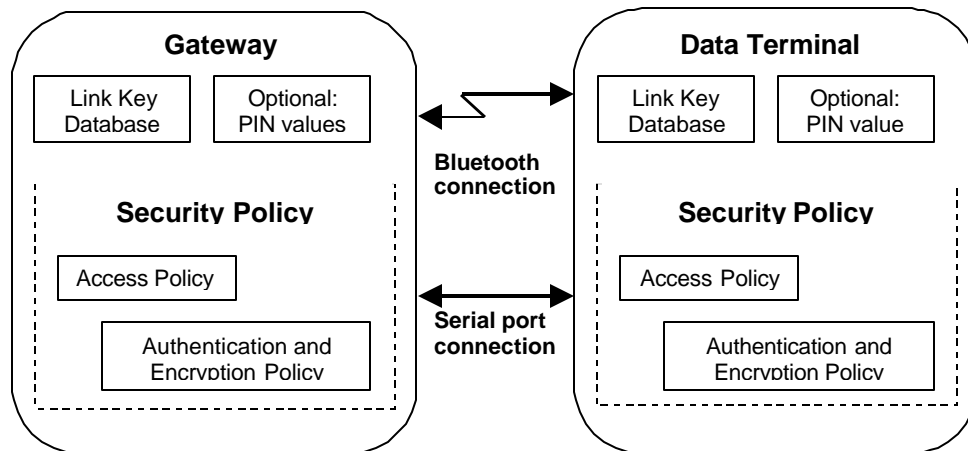 Gateway
Link Key
Database
Optional:
PIN values
Security Policy
Access Policy
Authentication and
Encryption Policy
Bluetooth
connection
Serial port
connection
Data Terminal
Link Key
Database
Optional:
PIN value
Security Policy
Access Policy
Authentication and
Encryption Policy